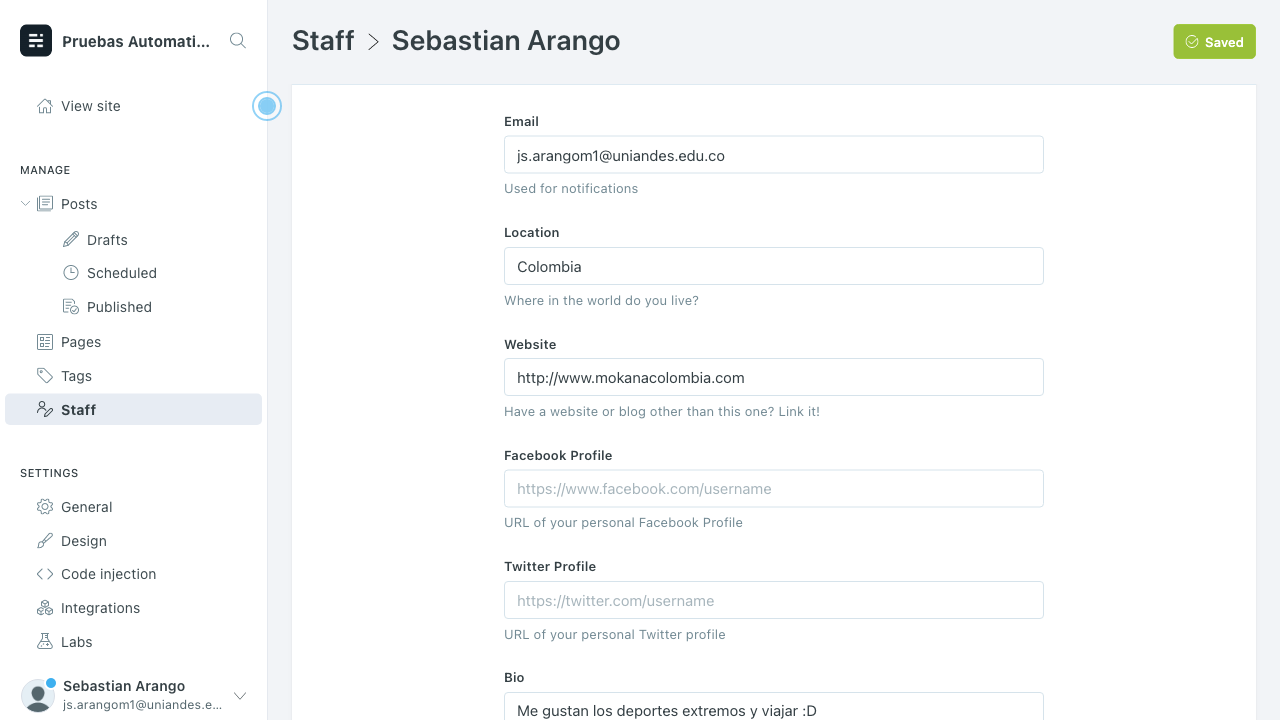 Pruebas Automati...
Staff
Sebastian Arango
Saved
View site
MANAGE
Posts
Drafts
Scheduled
Published
Pages
Tags
Staff
SETTINGS
General
Design
Code injection
Integrations
Labs
Sebastian Arango
js.arangom1@uniandes.e...
Email
js.arangom1@uniandes.edu.co
Used for notifications
Location
Colombia
Where in the world do you live?
Website
http://www.mokanacolombia.com
Have a website or blog other than this one? Link it!
Facebook Profile
https://www.facebook.com/username
URL of your personal Facebook Profile
Twitter Profile
https://twitter.com/username
URL of your personal Twitter profile
Bio
Me gustan los deportes extremos y viajar :D